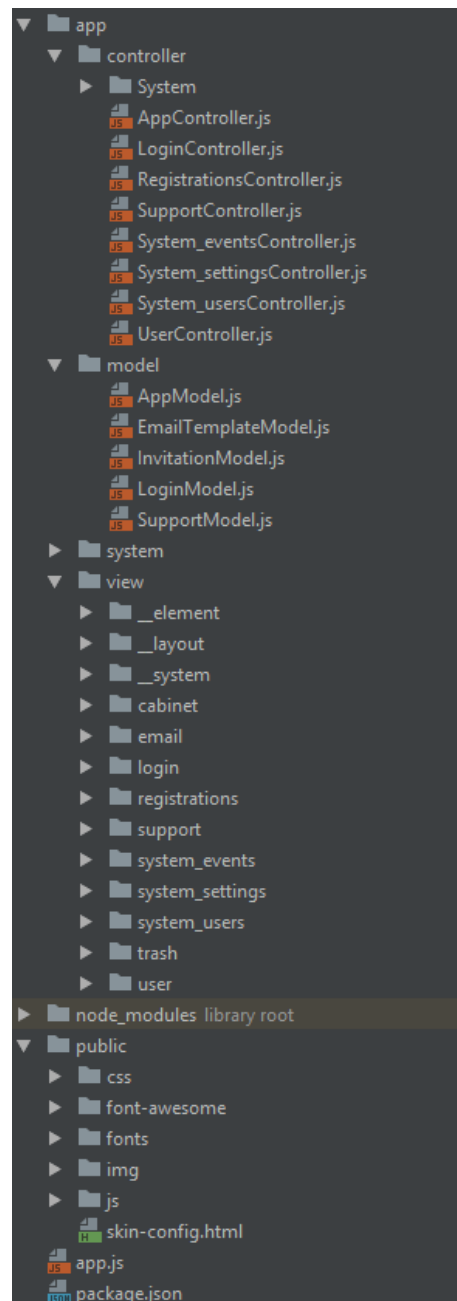 app
controller
System
AppController.js
LoginController.js
RegistrationsController.js
SupportController.js
System_eventsController.js
System_settingsController.js
System_usersController.js
UserController.js
model
AppModel.js
EmailTemplateModel.js
InvitationModel.js
LoginModel.js
SupportModel.js
system
view
__element
__layout
__system
cabinet
email
login
registrations
support
system_events
system_settings
system_users
trash
user
node_modules library root
public
css
font-awesome
fonts
img
js
skin-config.html
app.js
package.json